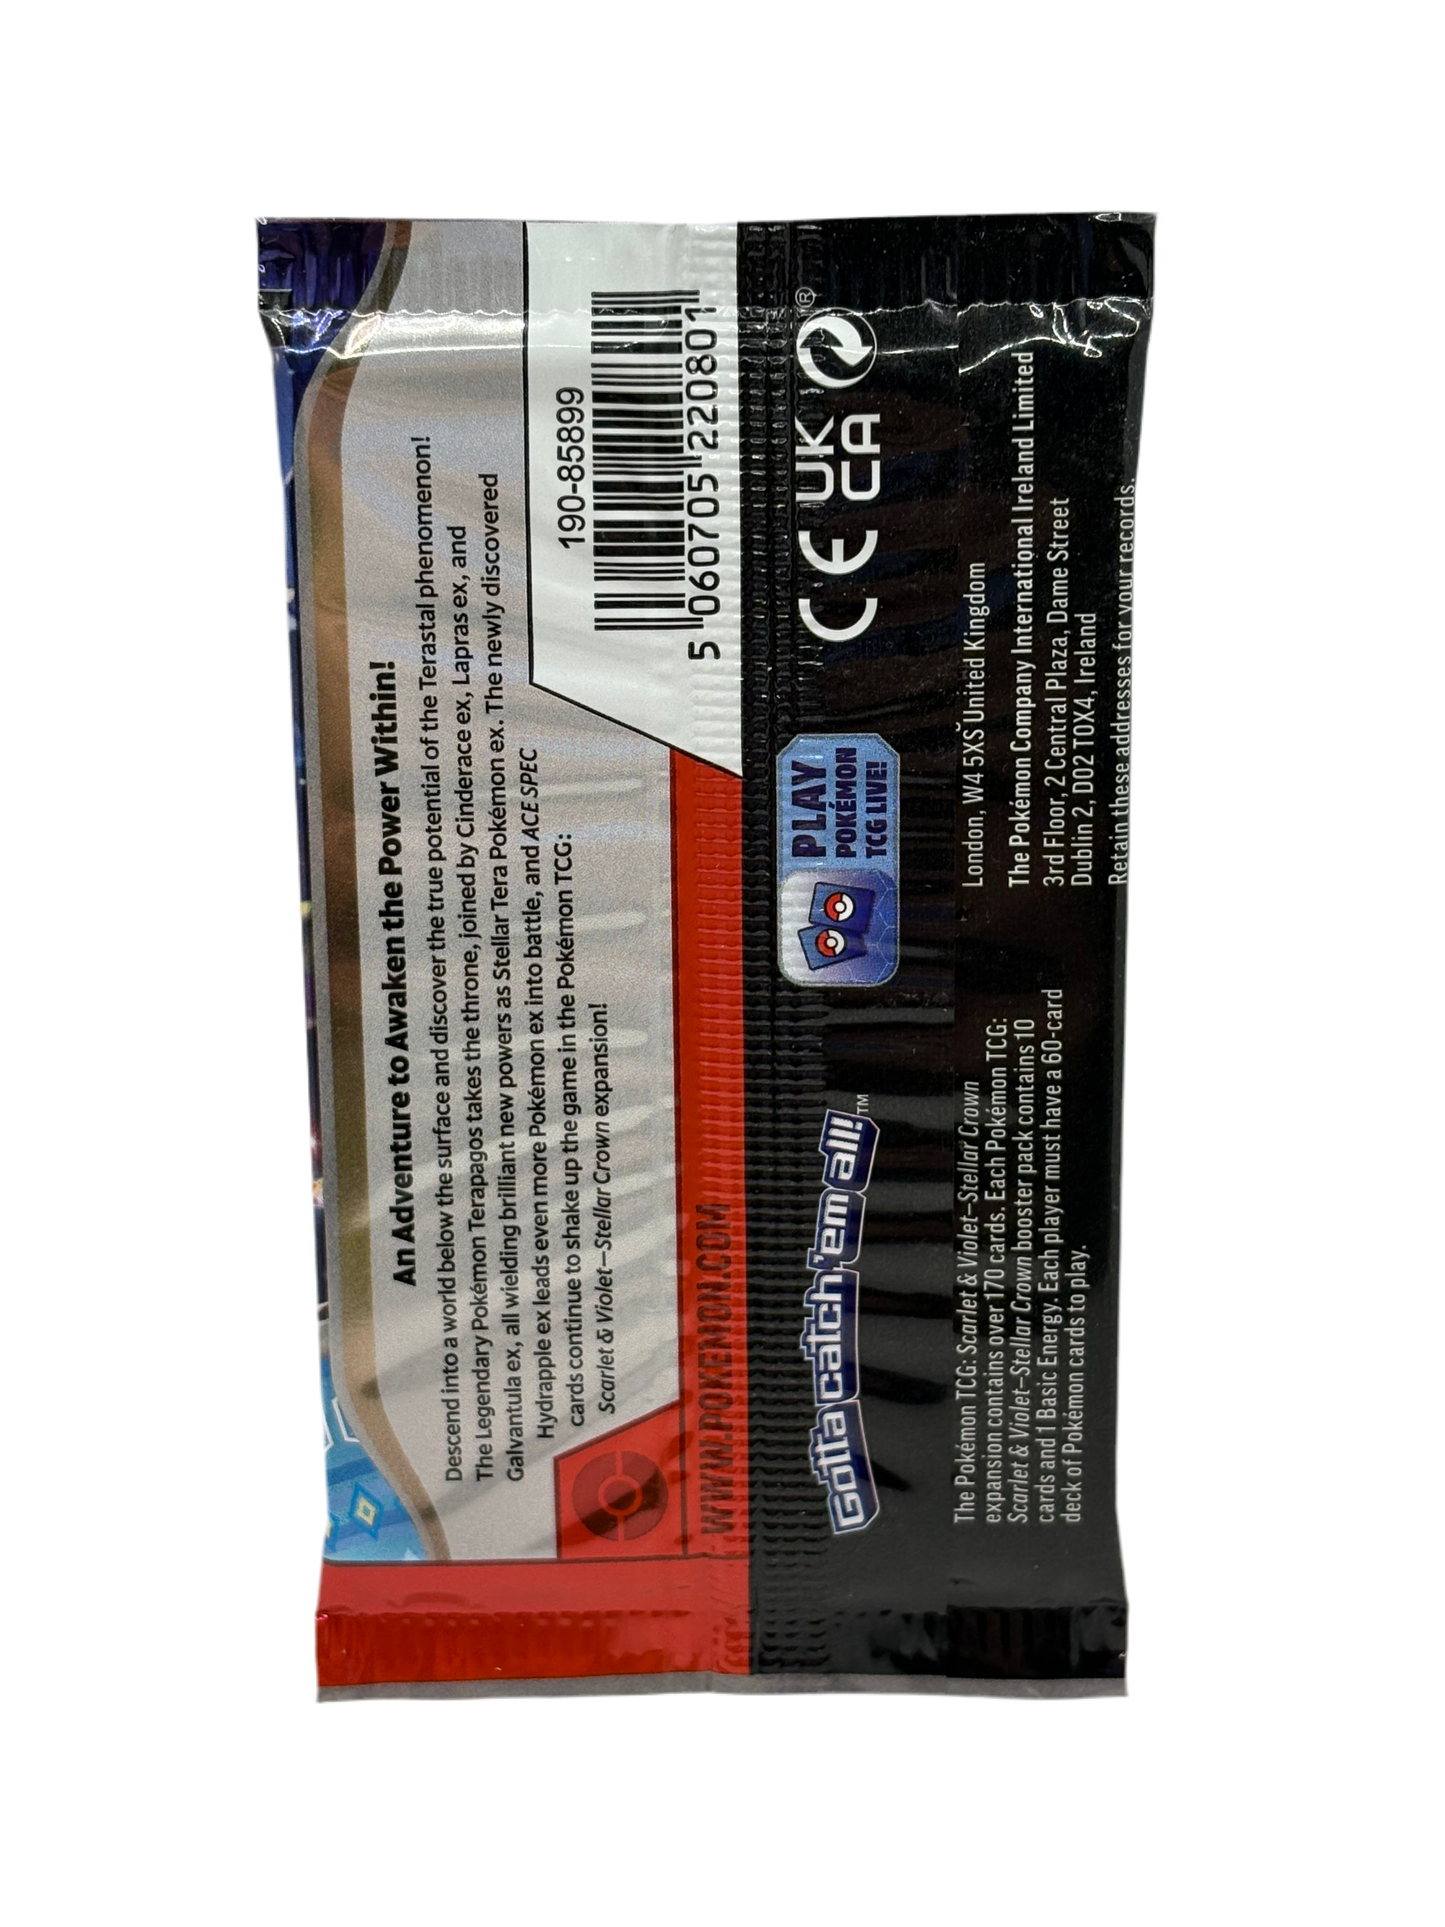 An Adventure to Awaken the Power Within!
Descend into a world below the surface and discover the true potential of the Terastal phenomenon!
The Legendary Pokémon Terapagos takes the throne, joined by Cinderace ex, Lapras ex, and
Galvantula ex, all wielding brilliant new powers as Stellar Tera Pokémon ex. The newly discovered
Hydrapple ex leads even more Pokémon ex into battle, and ACE SPEC
cards continue to shake up the game in the Pokémon TCG:
Scarlet & Violet—Stellar Crown expansion!
190-85899
5 060705 220801
WWW.POKEMON.COM
Gotta catch 'em all!™
PLAY
POKÉMON
TCG LIVE!
CE
UK
CA
®
The Pokémon TCG: Scarlet & Violet—Stellar Crown
expansion contains over 170 cards. Each Pokémon TCG:
Scarlet & Violet—Stellar Crown booster pack contains 10
cards and 1 Basic Energy. Each player must have a 60-card
deck of Pokémon cards to play.
London, W4 5XS United Kingdom
The Pokémon Company International Ireland Limited
3rd Floor, 2 Central Plaza, Dame Street
Dublin 2, D02 T0X4, Ireland
Retain these addresses for your records.